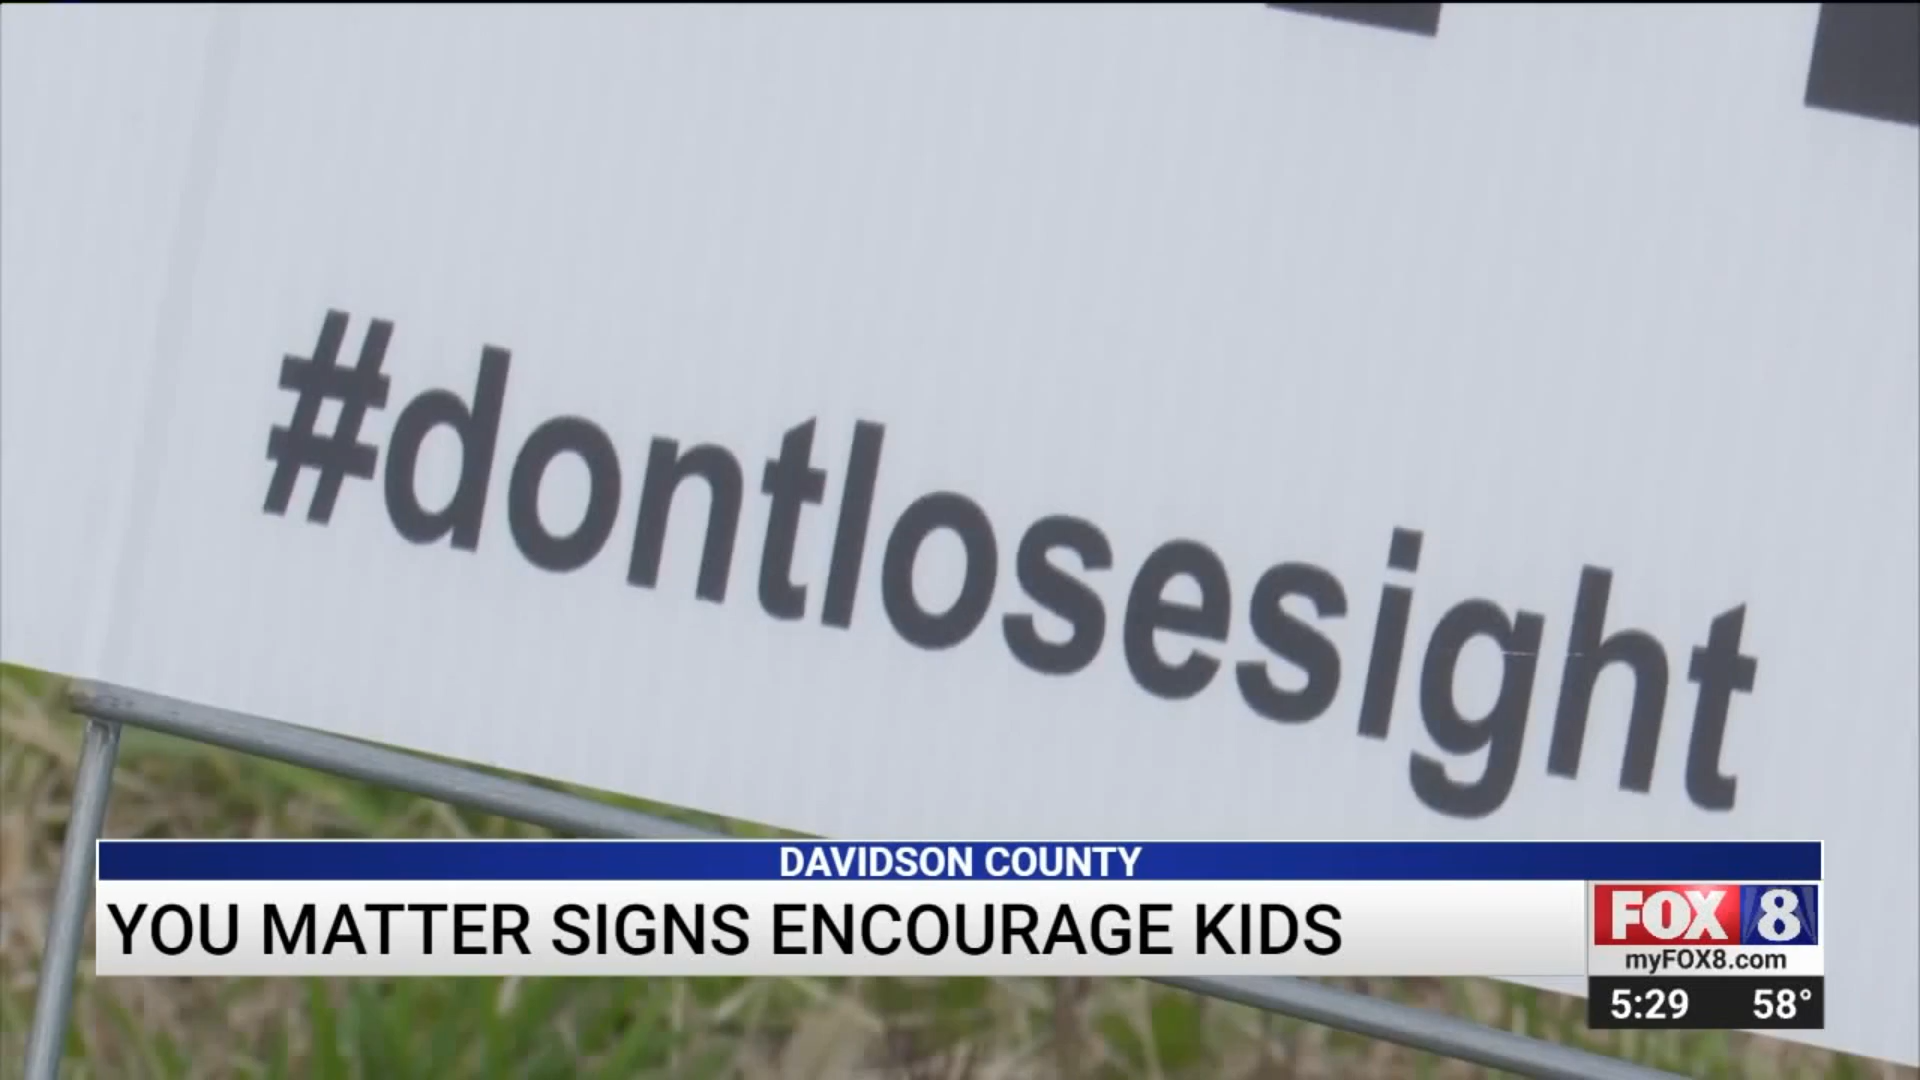 #dontlosesight
DAVIDSON COUNTY
YOU MATTER SIGNS ENCOURAGE KIDS
FOX 8
myFOX8.com
5:29 58°